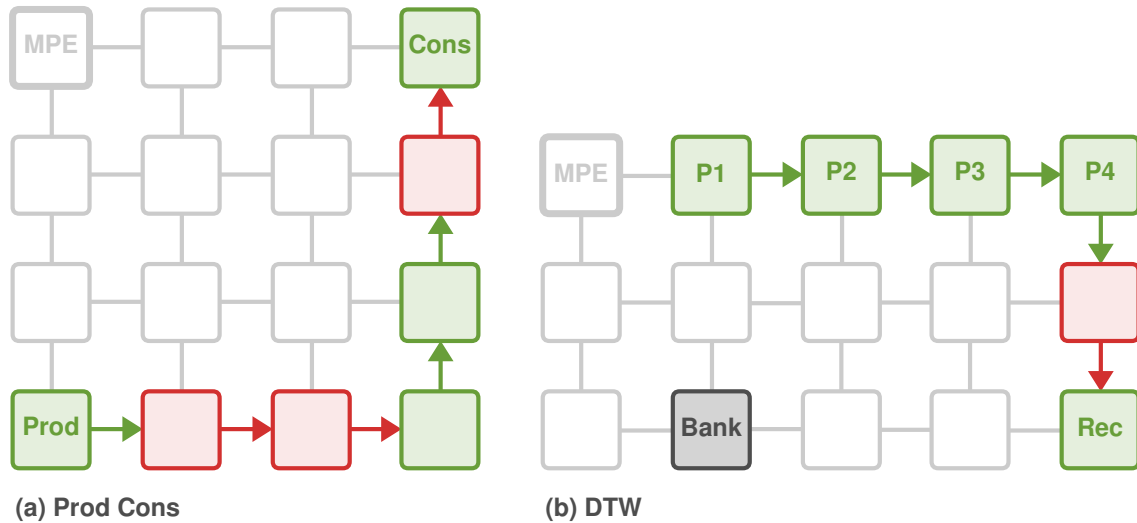 MPE
Cons
MPE
P1
P2
P3
P4
Prod
Bank
Rec
(a) Prod Cons
(b) DTW